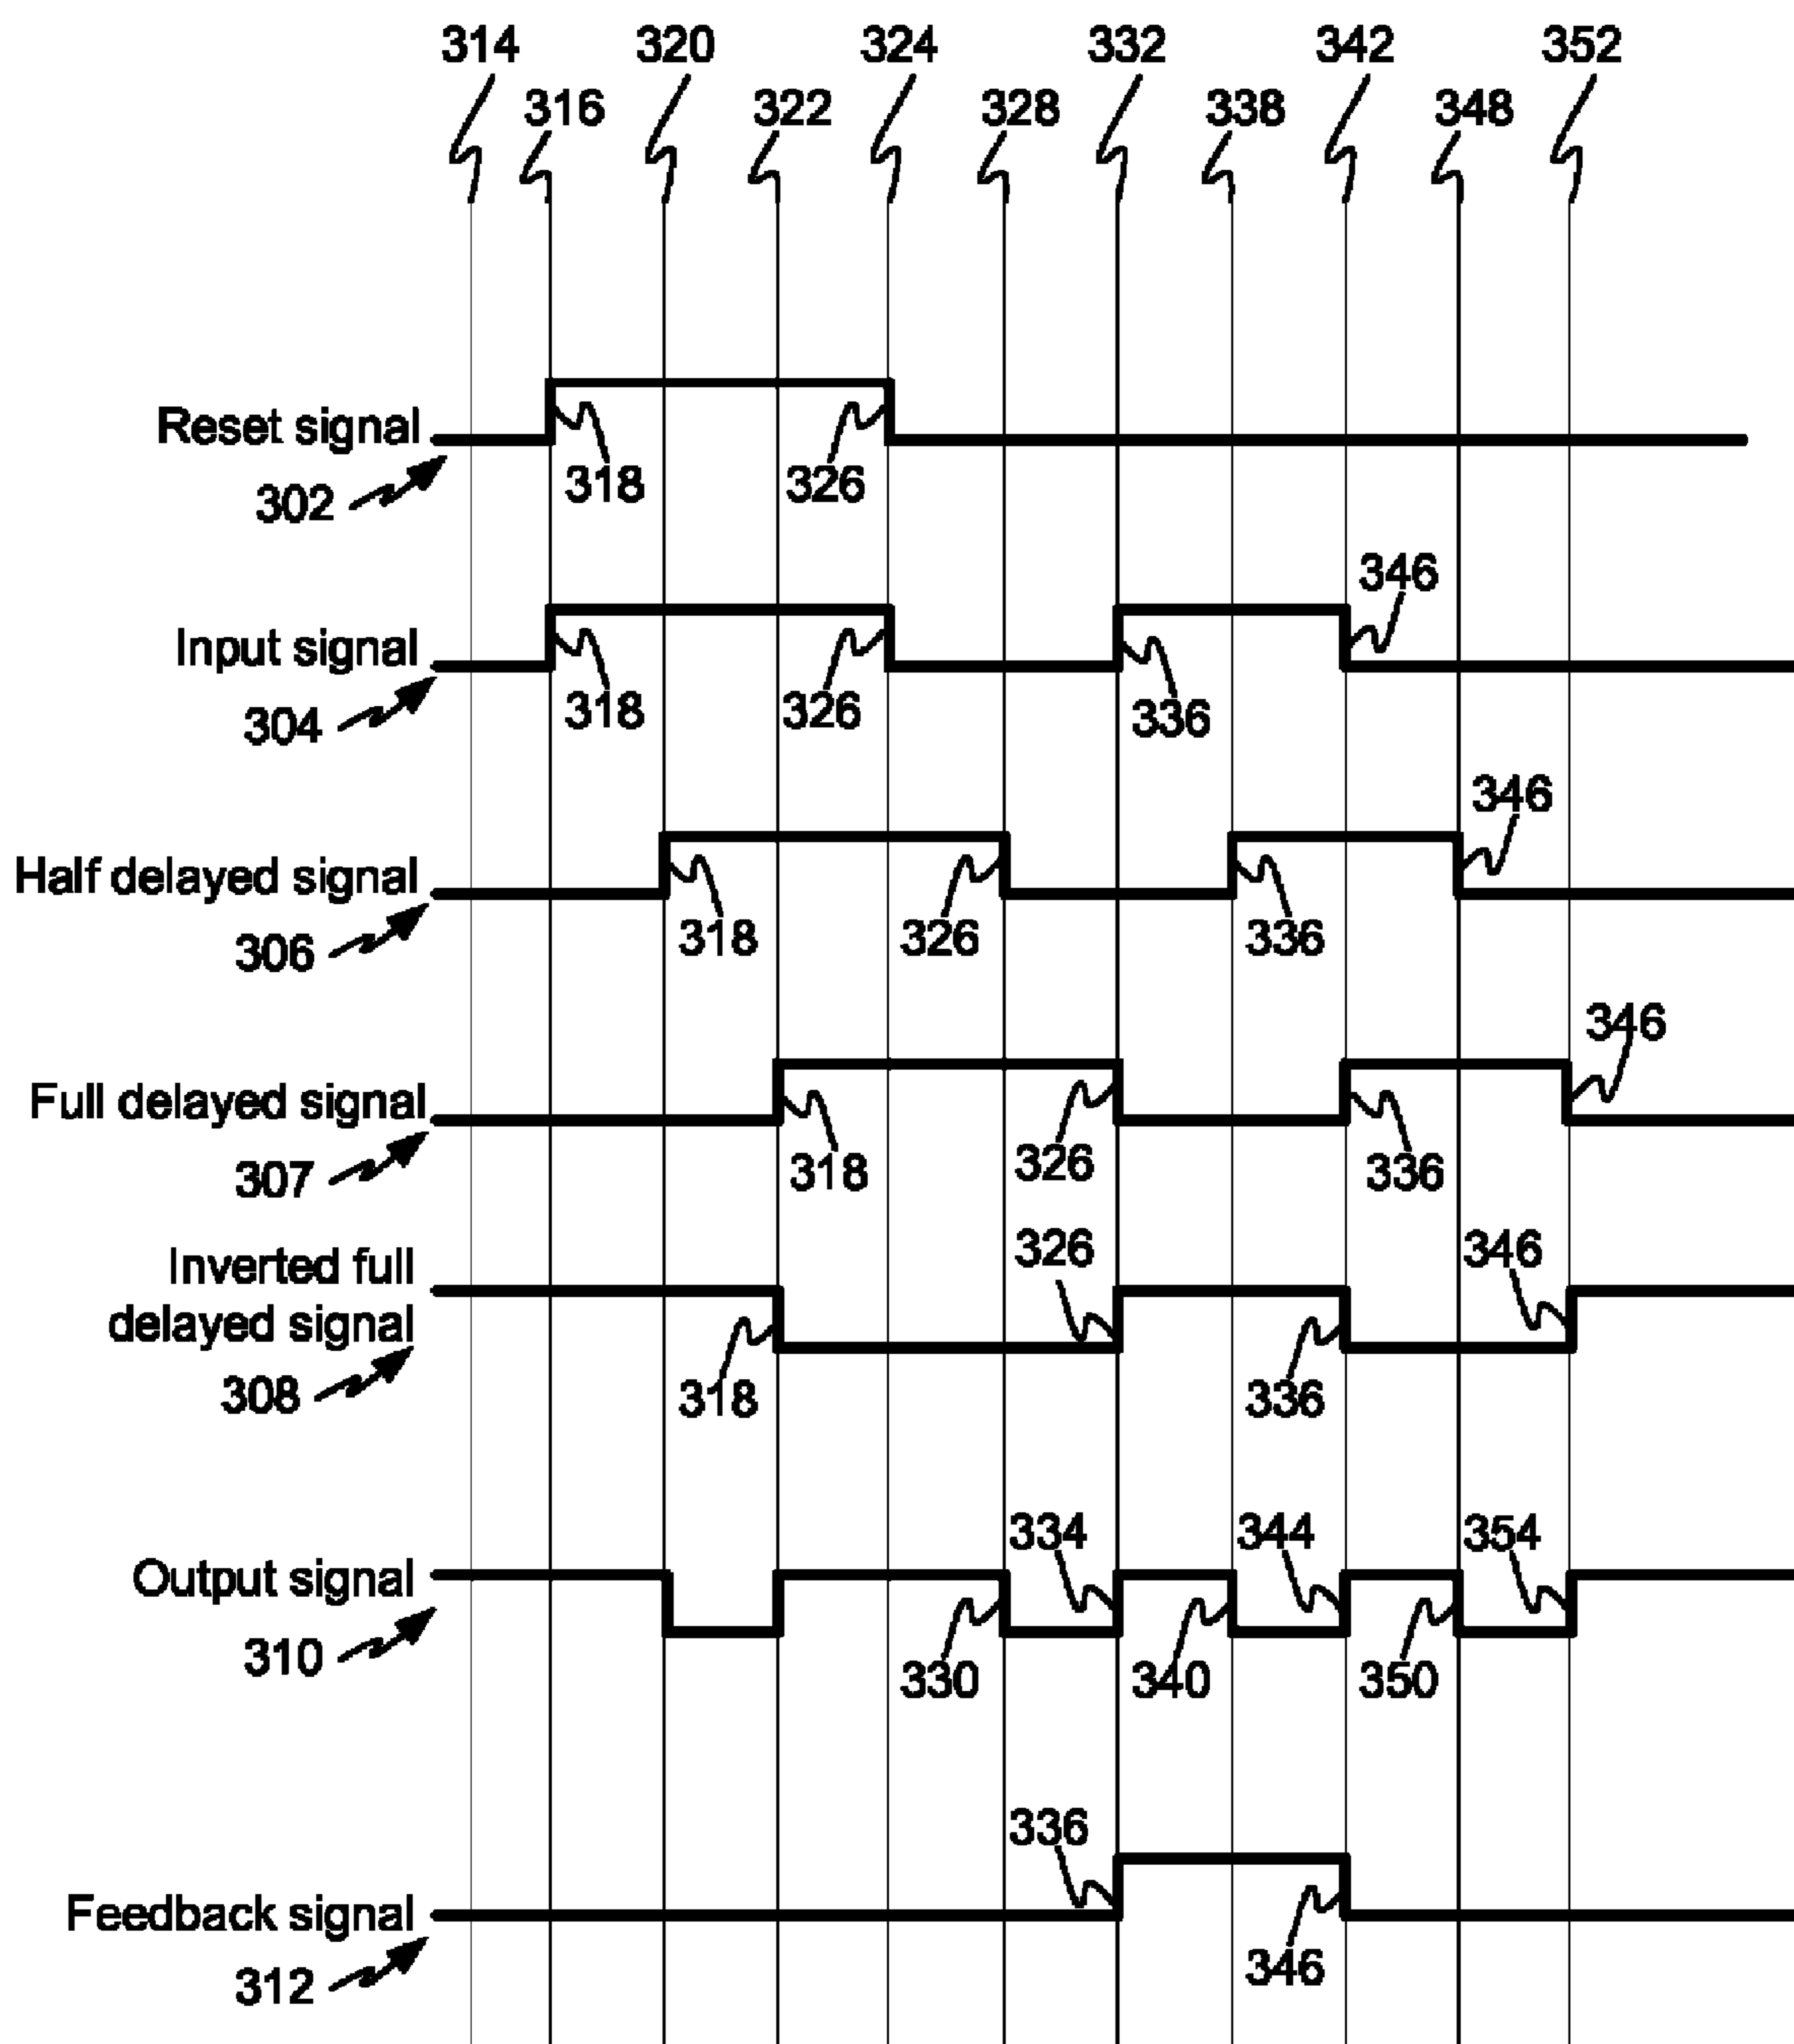 314 320 324 332 342 352
316 322 328 338 348
Reset signal
302
318 326
346
Input signal
304
318 326 336
346
Half delayed signal
306
318 326 336
346
Full delayed signal
307
318 326 336
326 346
Inverted full
delayed signal
308
318 336
334 344 354
Output signal
310
330 340 350
336
Feedback signal
312
346